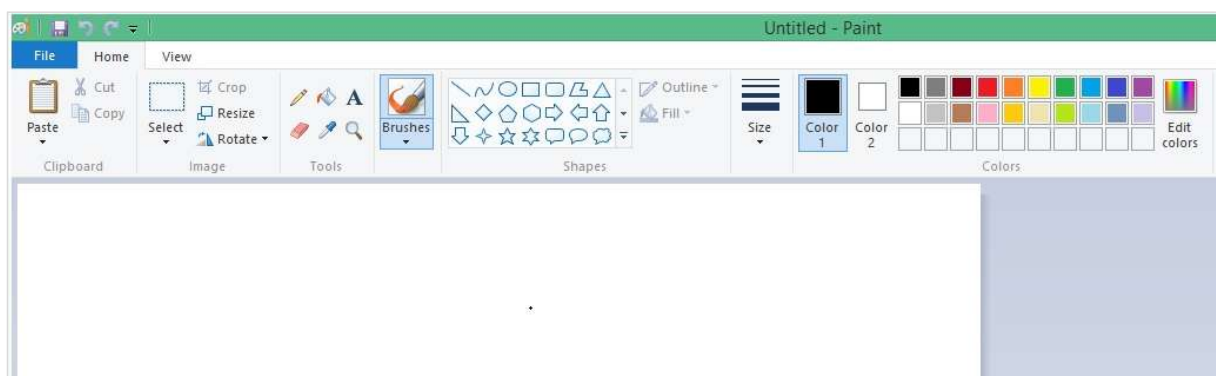 Untitled - Paint
File Home View
Paste
Cut
Copy
Clipboard
Select
Crop
Resize
Rotate
Image
A
Tools
Brushes
Outline
Fill
Shapes
Size
Color 1
Color 2
Edit colors
Colors